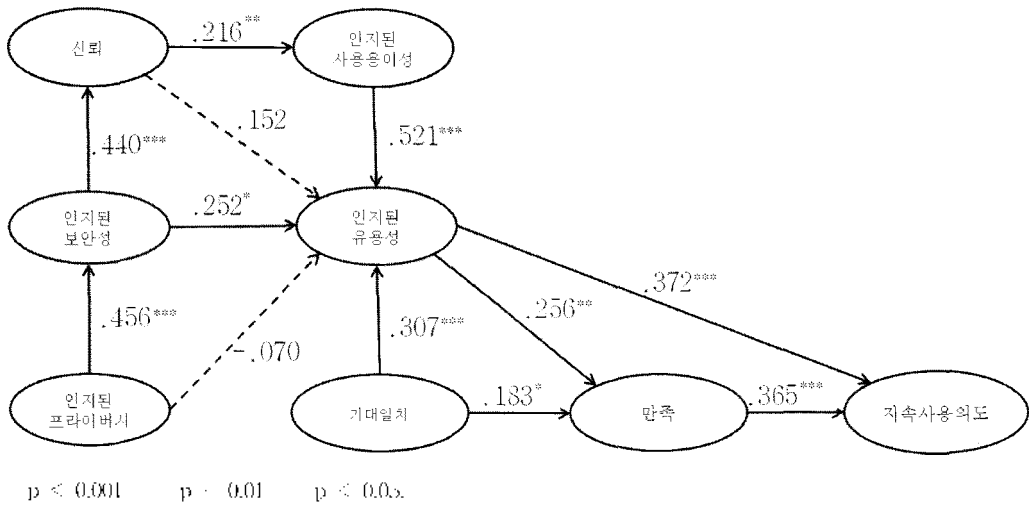 신뢰
.216**
인지된
사용용이성
.152
.440***
.521***
인지된
보안성
.252*
인지된
유용성
.372***
.456***
.256**
.307***
-.070
인지된
프라이버시
기대일치
.183*
만족
.365***
지속사용의도
p < 0.001 p 0.01 p < 0.05